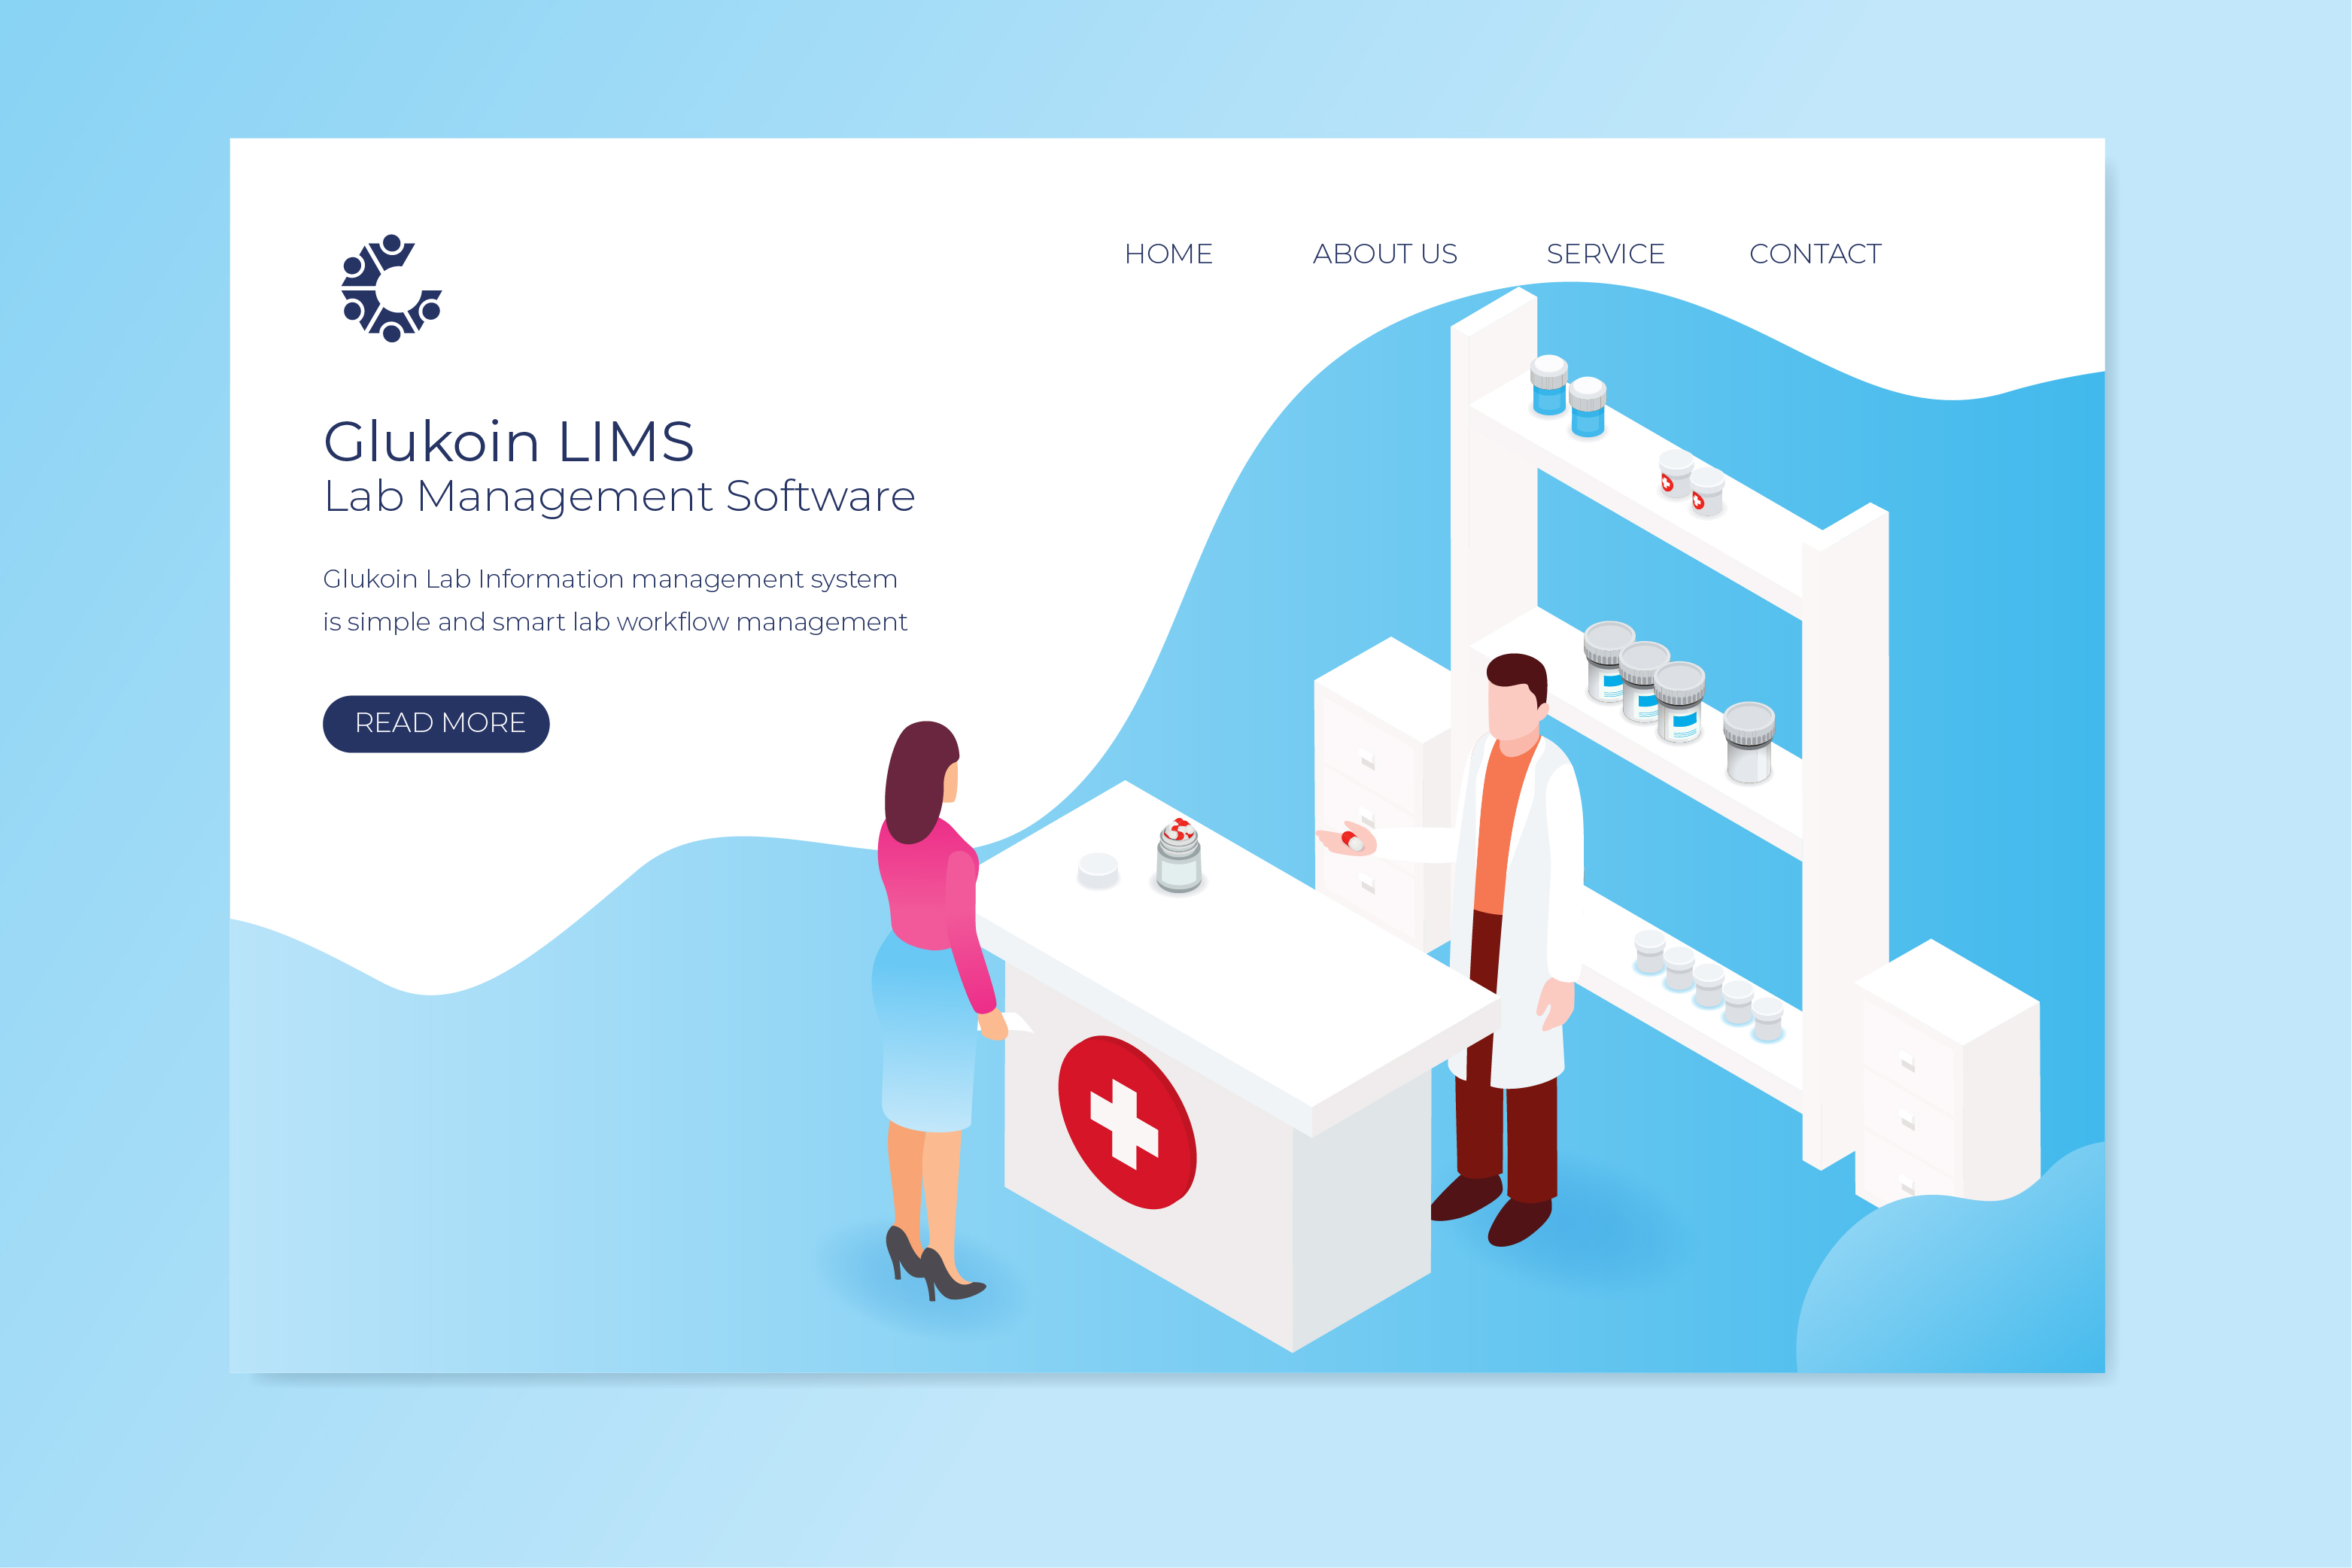 HOME ABOUT US SERVICE CONTACT
Glukoin LIMS
Lab Management Software
Glukoin Lab Information management system
is simple and smart lab workflow management
READ MORE